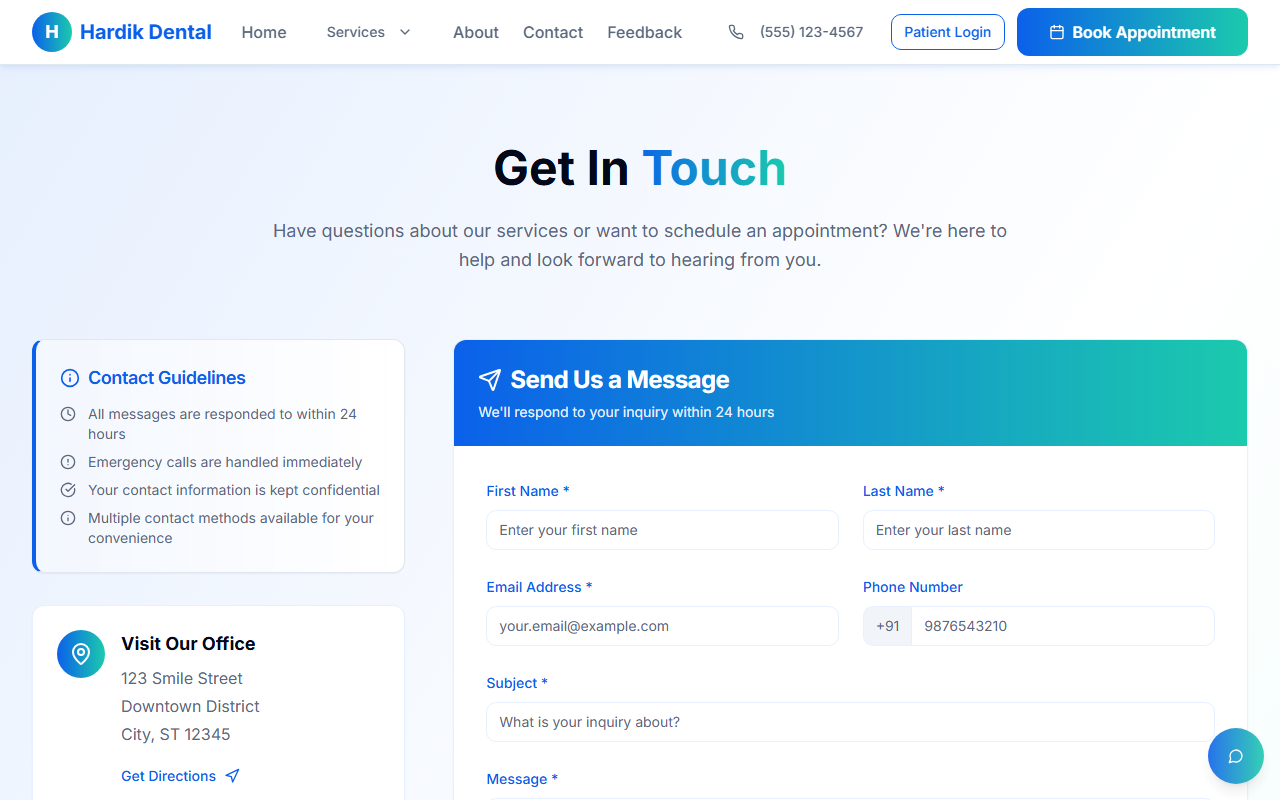 H Hardik Dental Home Services About Contact Feedback (555) 123-4567 Patient Login Book Appointment
Get In Touch
Have questions about our services or want to schedule an appointment? We're here to
help and look forward to hearing from you.
Contact Guidelines
All messages are responded to within 24
hours
Emergency calls are handled immediately
Your contact information is kept confidential
Multiple contact methods available for your
convenience
Visit Our Office
123 Smile Street
Downtown District
City, ST 12345
Get Directions
Send Us a Message
We'll respond to your inquiry within 24 hours
First Name * Last Name *
Enter your first name Enter your last name
Email Address * Phone Number
your.email@example.com +91 9876543210
Subject *
What is your inquiry about?
Message *